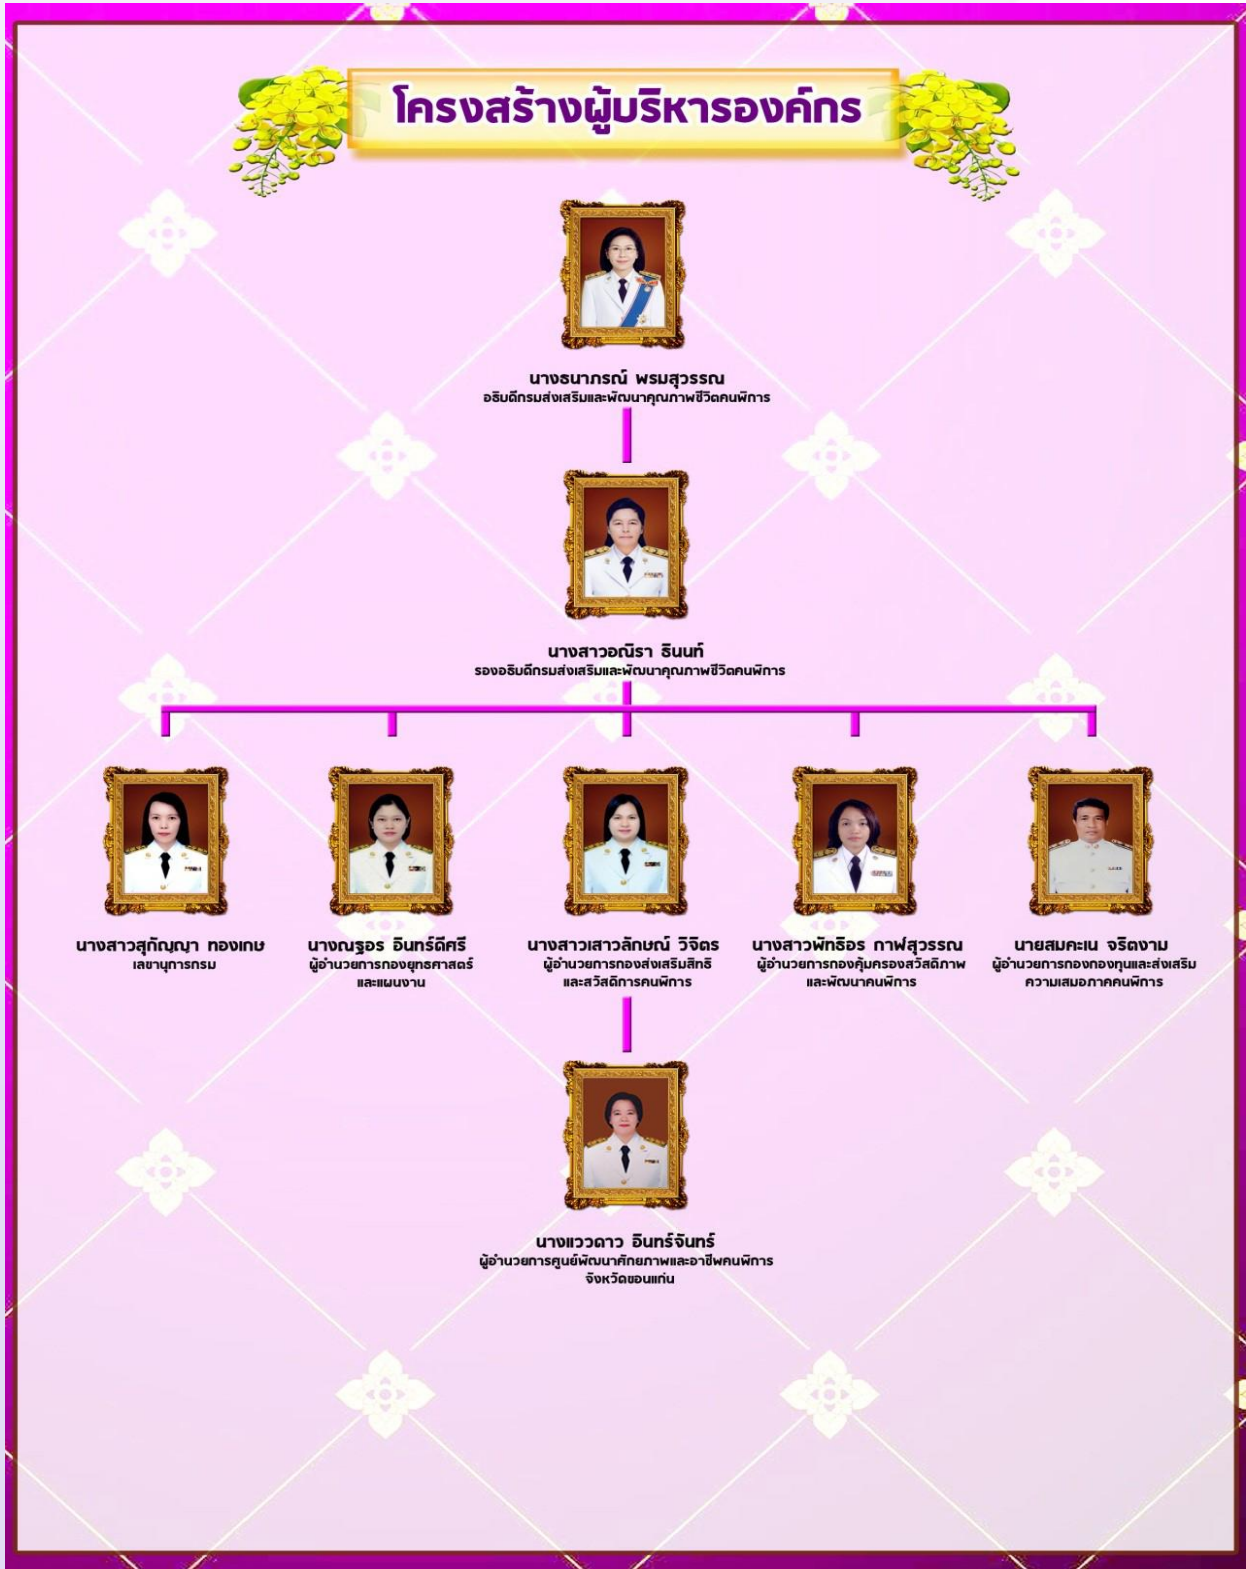 โครงสร้างผู้บริหารองค์กร
นางธนาภรณ์ พรมสุวรรณ
อธิบดีกรมส่งเสริมและพัฒนาคุณภาพชีวิตคนพิการ
นางสาวอณิรา ธินนท์
รองอธิบดีกรมส่งเสริมและพัฒนาคุณภาพชีวิตคนพิการ
นางสาวสุกัญญา ทองเกษ
เลขานุการกรม
นางณฐอร อินทร์ดีศรี
ผู้อำนวยการกองยุทธศาสตร์
และแผนงาน
นางสาวเสาวลักษณ์ วิจิตร
ผู้อำนวยการกองส่งเสริมสิทธิ
และสวัสดิการคนพิการ
นางสาวพัทธิอร กาฬสุวรรณ
ผู้อำนวยการกองคุ้มครองสวัสดิภาพ
และพัฒนาคนพิการ
นายสมคะเน จริตงาม
ผู้อำนวยการกองกองทุนและส่งเสริม
ความเสมอภาคคนพิการ
นางแววดาว อินทร์จันทร์
ผู้อำนวยการศูนย์พัฒนาศักยภาพและอาชีพคนพิการ
จังหวัดขอนแก่น